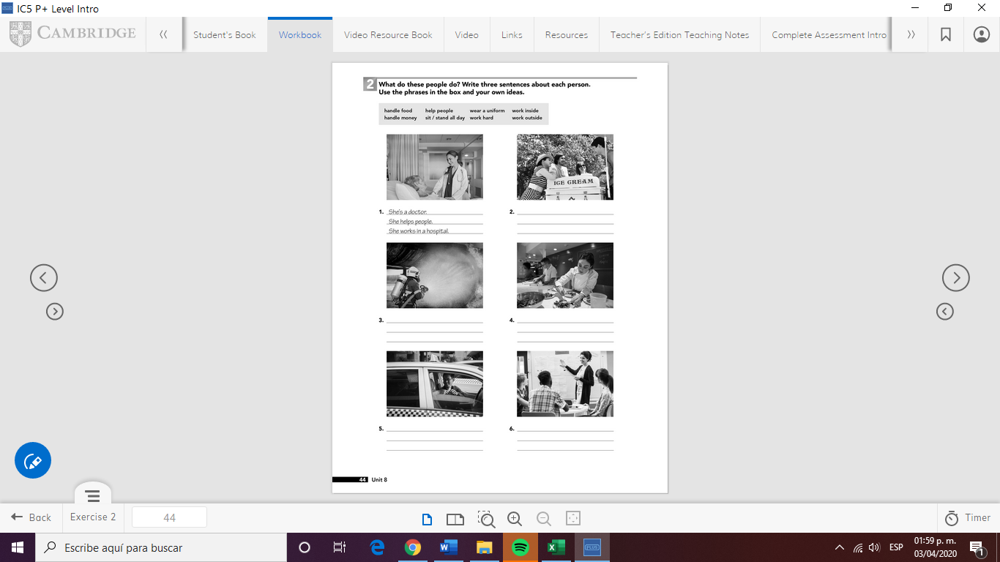 IC5 P+ Level Intro
CAMBRIDGE
Student's Book
Workbook
Video Resource Book
Video
Links
Resources
Teacher's Edition Teaching Notes
Complete Assessment Intro
2 What do these people do? Write three sentences about each person.
Use the phrases in the box and your own ideas.
handle food help people wear a uniform work inside
handle money sit / stand all day work hard work outside
ICE CREAM
1. She's a doctor.
She helps people.
She works in a hospital.
2.
3.
4.
5.
6.
44 Unit 8
Back
Exercise 2
44
Timer
Escribe aquí para buscar
PLUS
ESP
01:59 p. m.
03/04/2020
1